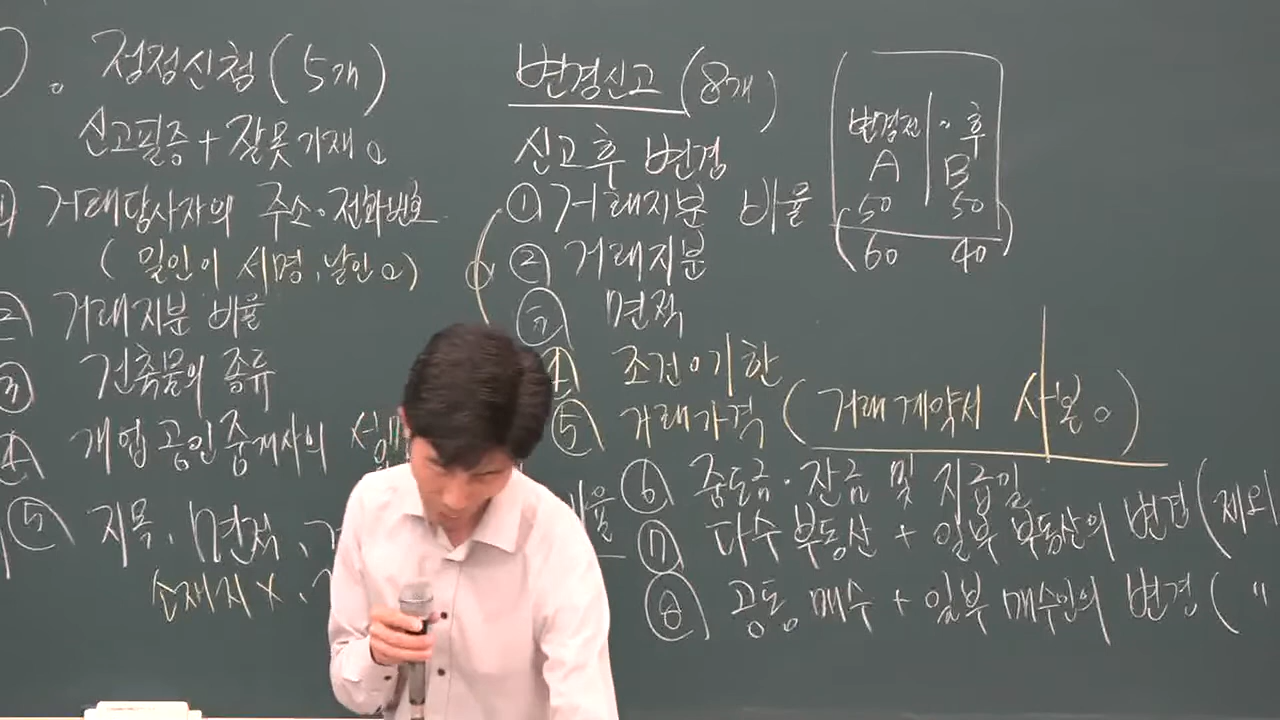 정정신청 (5개)
신고필증 + 잘못 기재 o
① 거래당사자의 주소·전화번호
(일인이 서명, 날인 o)
② 거래지분 비율
③ 건축물의 종류
④ 개업공인중개사의
⑤ 지목, 면적,
소재지 x,
비율
변경신고 (8개)
신고후 변경
① 거래지분 비율
② 거래지분
③ 면적
④ 조건이기한
⑤ 거래가격 (거래계약서 사본 o)
⑥ 중도금·잔금 및 지급일
⑦ 다수 부동산 + 일부 부동산의 변경 (제외
⑧ 공동 매수 + 일부 매수인의 변경 ( "
변경전 " 후
A B
50 50
(60 40)